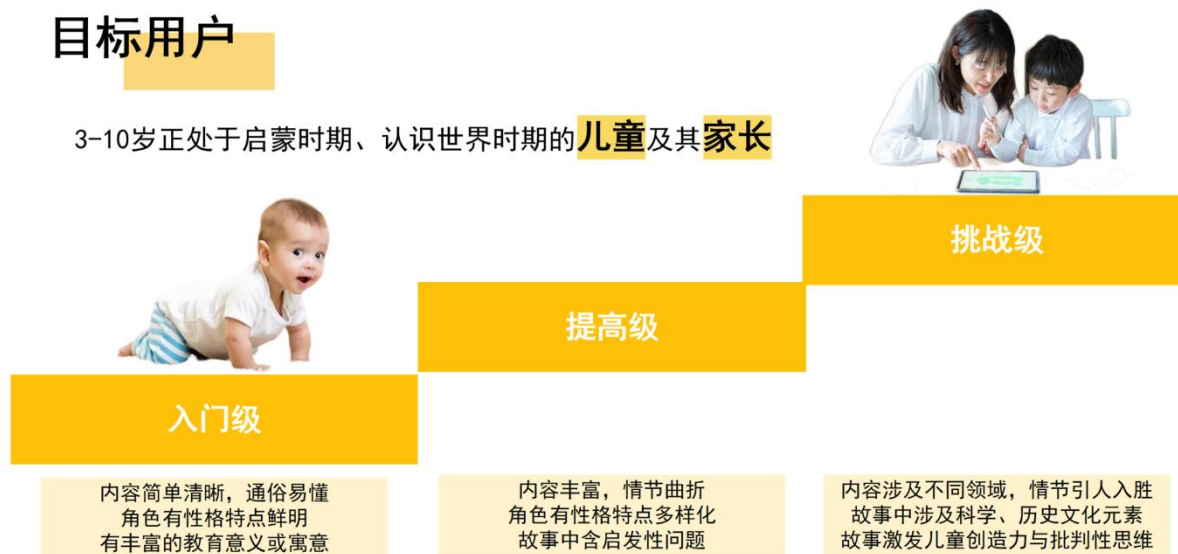 目标用户
3-10岁正处于启蒙时期、认识世界时期的儿童及其家长
挑战级
提高级
入门级
内容简单清晰，通俗易懂
角色有性格特点鲜明
有丰富的教育意义或寓意
内容丰富，情节曲折
角色有性格特点多样化
故事中含启发性问题
内容涉及不同领域，情节引人入胜
故事中涉及科学、历史文化元素
故事激发儿童创造力与批判性思维